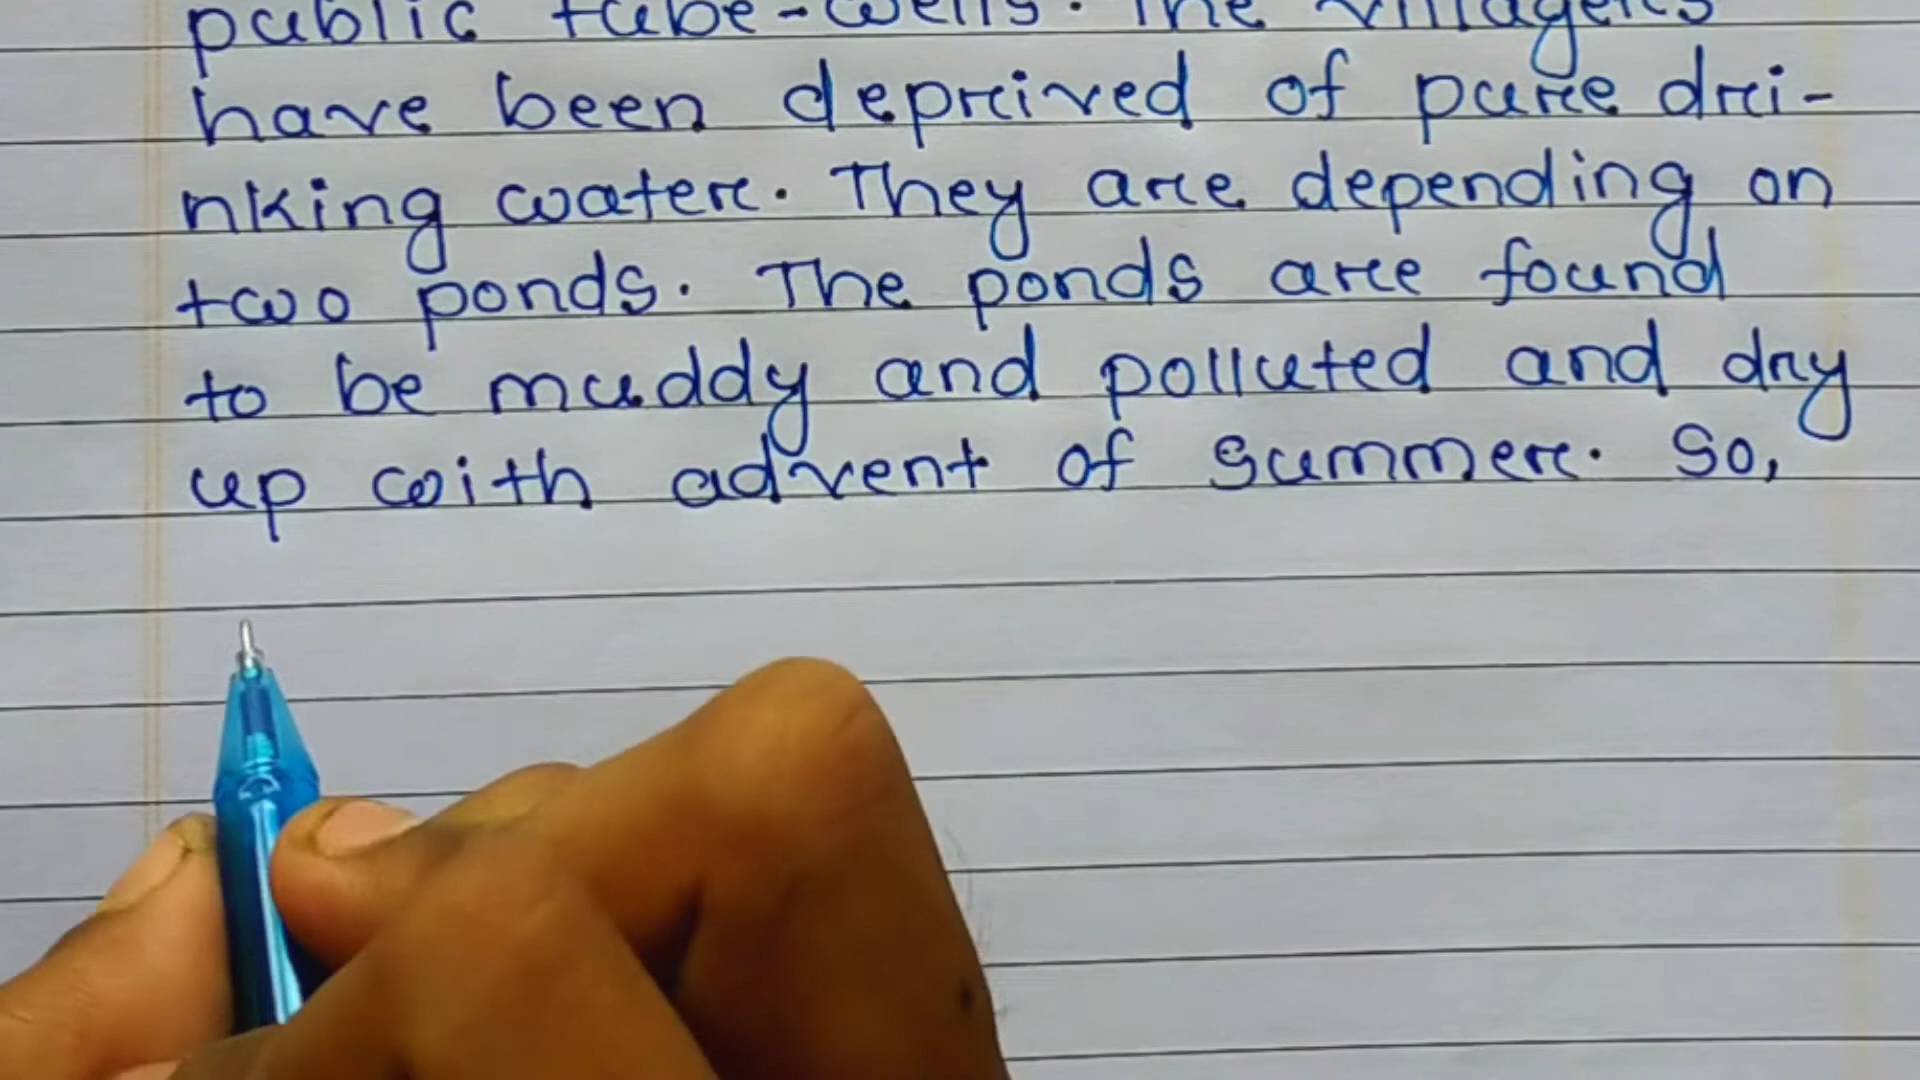 public tube-wells. The villagers
have been deprived of pure dri-
nking water. They are depending on
two ponds. The ponds are found
to be muddy and polluted and dry
up with advent of summer. So,